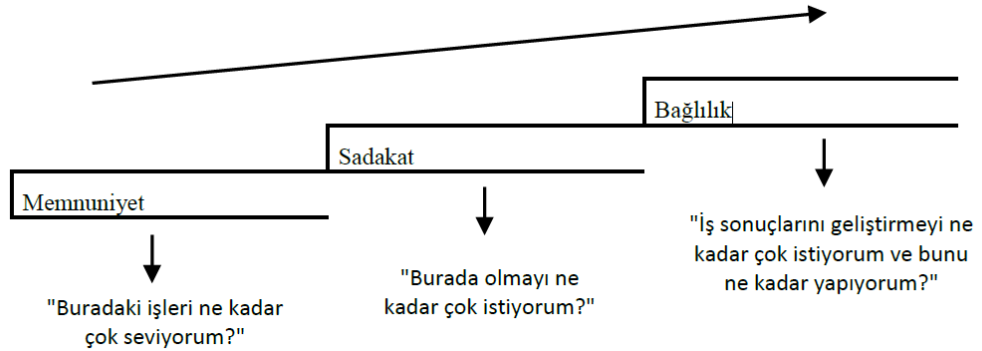 Bağlılık
Sadakat
Memnuniyet
"İş sonuçlarını geliştirmeyi ne
kadar çok istiyorum ve bunu
ne kadar yapıyorum?"
"Burada olmayı ne
kadar çok istiyorum?"
"Buradaki işleri ne kadar
çok seviyorum?"